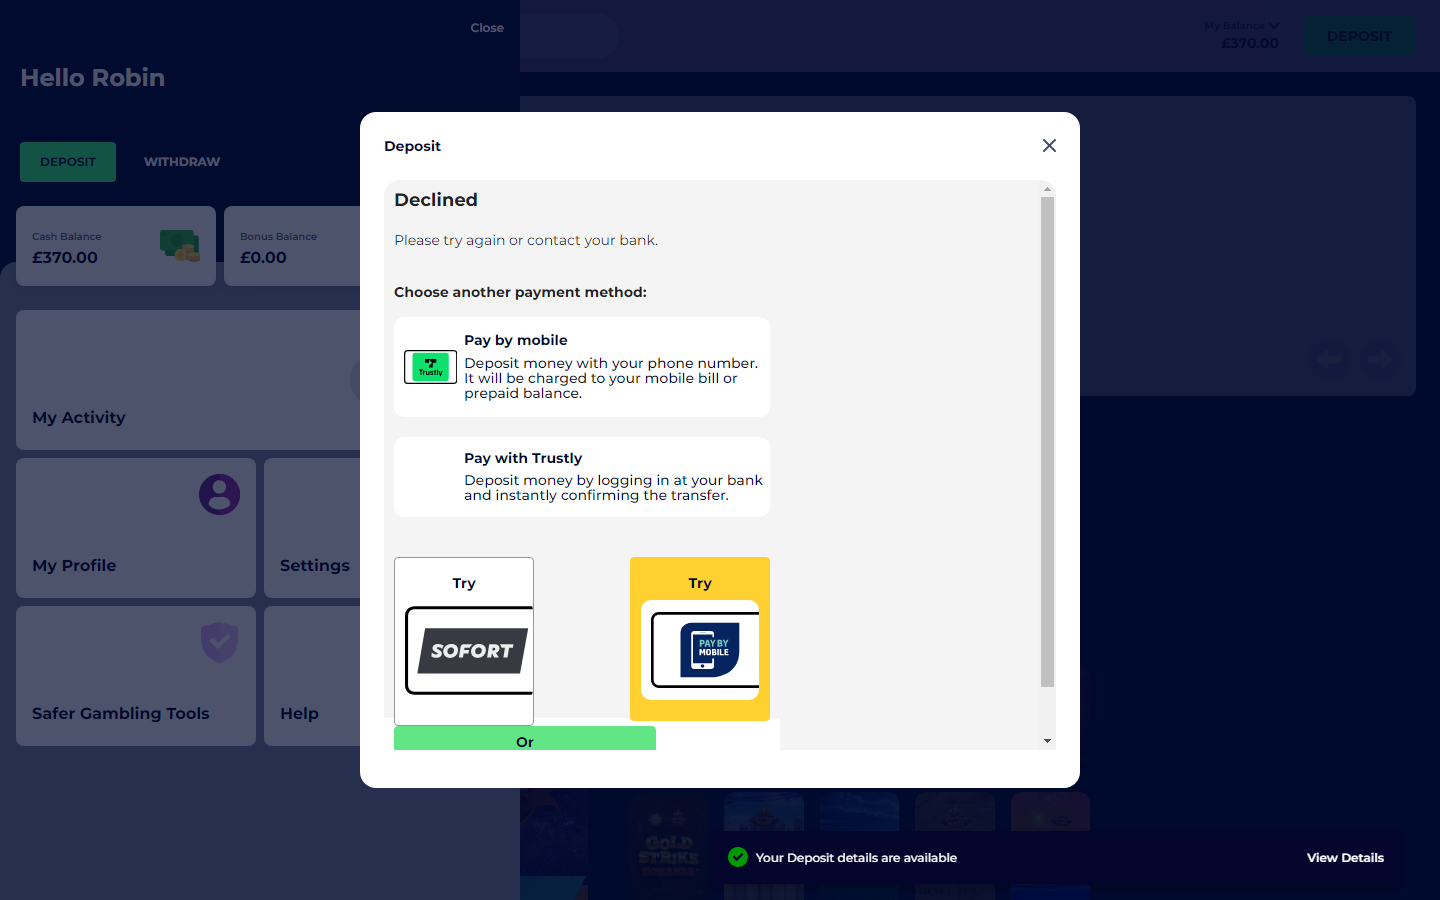 Close
My Balance
£370.00
DEPOSIT
Hello Robin
DEPOSIT
WITHDRAW
Cash Balance
£370.00
Bonus Balance
£0.00
My Activity
My Profile
Settings
Safer Gambling Tools
Help
Deposit
Declined
Please try again or contact your bank.
Choose another payment method:
Trustly
Pay by mobile
Deposit money with your phone number.
It will be charged to your mobile bill or
prepaid balance.
Pay with Trustly
Deposit money by logging in at your bank
and instantly confirming the transfer.
Try
SOFORT
Try
PAY BY
MOBILE
Or
GOLD
STRIKE
BONANZA
Your Deposit details are available
View Details